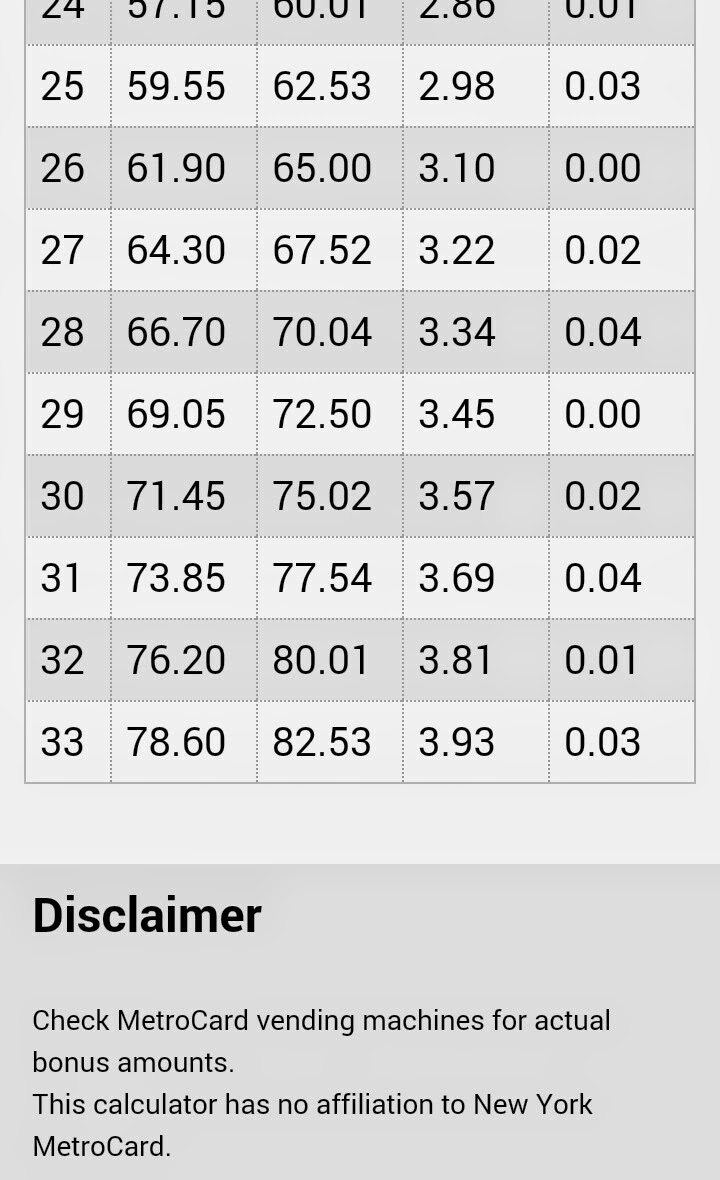 24 57.15 60.01 2.86 0.01
25 59.55 62.53 2.98 0.03
26 61.90 65.00 3.10 0.00
27 64.30 67.52 3.22 0.02
28 66.70 70.04 3.34 0.04
29 69.05 72.50 3.45 0.00
30 71.45 75.02 3.57 0.02
31 73.85 77.54 3.69 0.04
32 76.20 80.01 3.81 0.01
33 78.60 82.53 3.93 0.03
Disclaimer
Check MetroCard vending machines for actual
bonus amounts.
This calculator has no affiliation to New York
MetroCard.